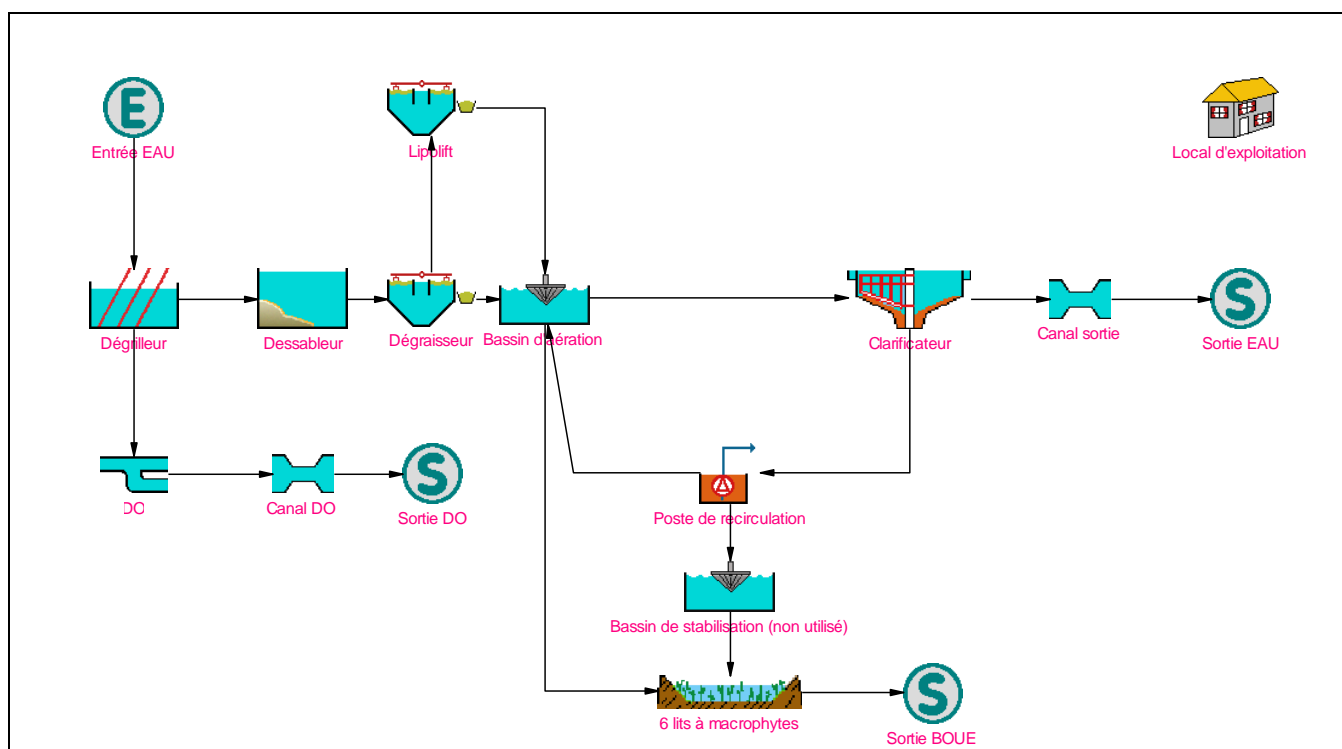 E
Entrée EAU
Lipolift
Local d'exploitation
Dégrilleur
Dessableur
Dégraisseur
Bassin d'aération
Clarificateur
Canal sortie
S
Sortie EAU
DO
Canal DO
S
Sortie DO
Poste de recirculation
Bassin de stabilisation (non utilisé)
6 lits à macrophytes
S
Sortie BOUE